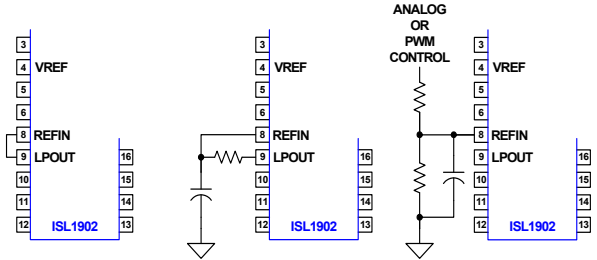 ANALOG
OR
PWM
CONTROL
3
4 VREF
5
6
8 REFIN
9 LPOUT 16
10 15
11 14
12 ISL1902 13
3
4 VREF
5
6
8 REFIN
9 LPOUT 16
10 15
11 14
12 ISL1902 13
3
4 VREF
5
6
8 REFIN
9 LPOUT 16
10 15
11 14
12 ISL1902 13